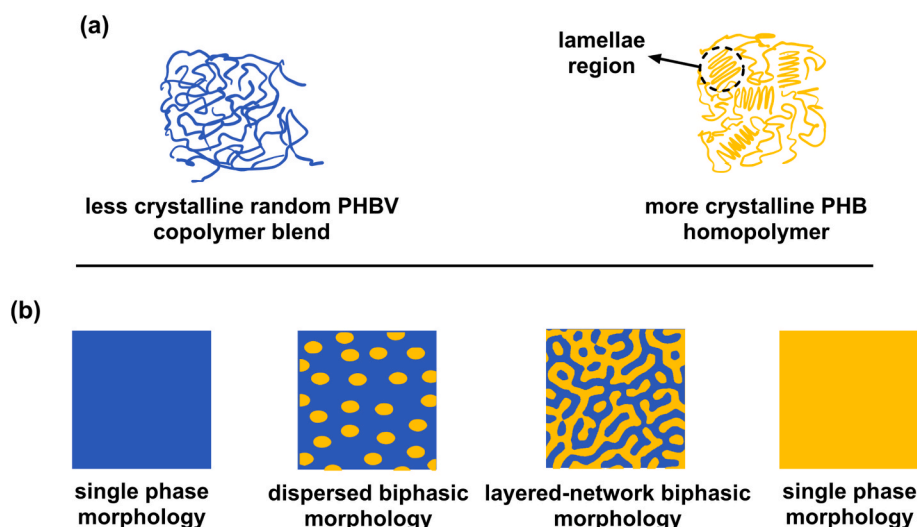 (a)
lamellae
region
less crystalline random PHBV
copolymer blend
more crystalline PHB
homopolymer
(b)
single phase
morphology
dispersed biphasic
morphology
layered-network biphasic
morphology
single phase
morphology